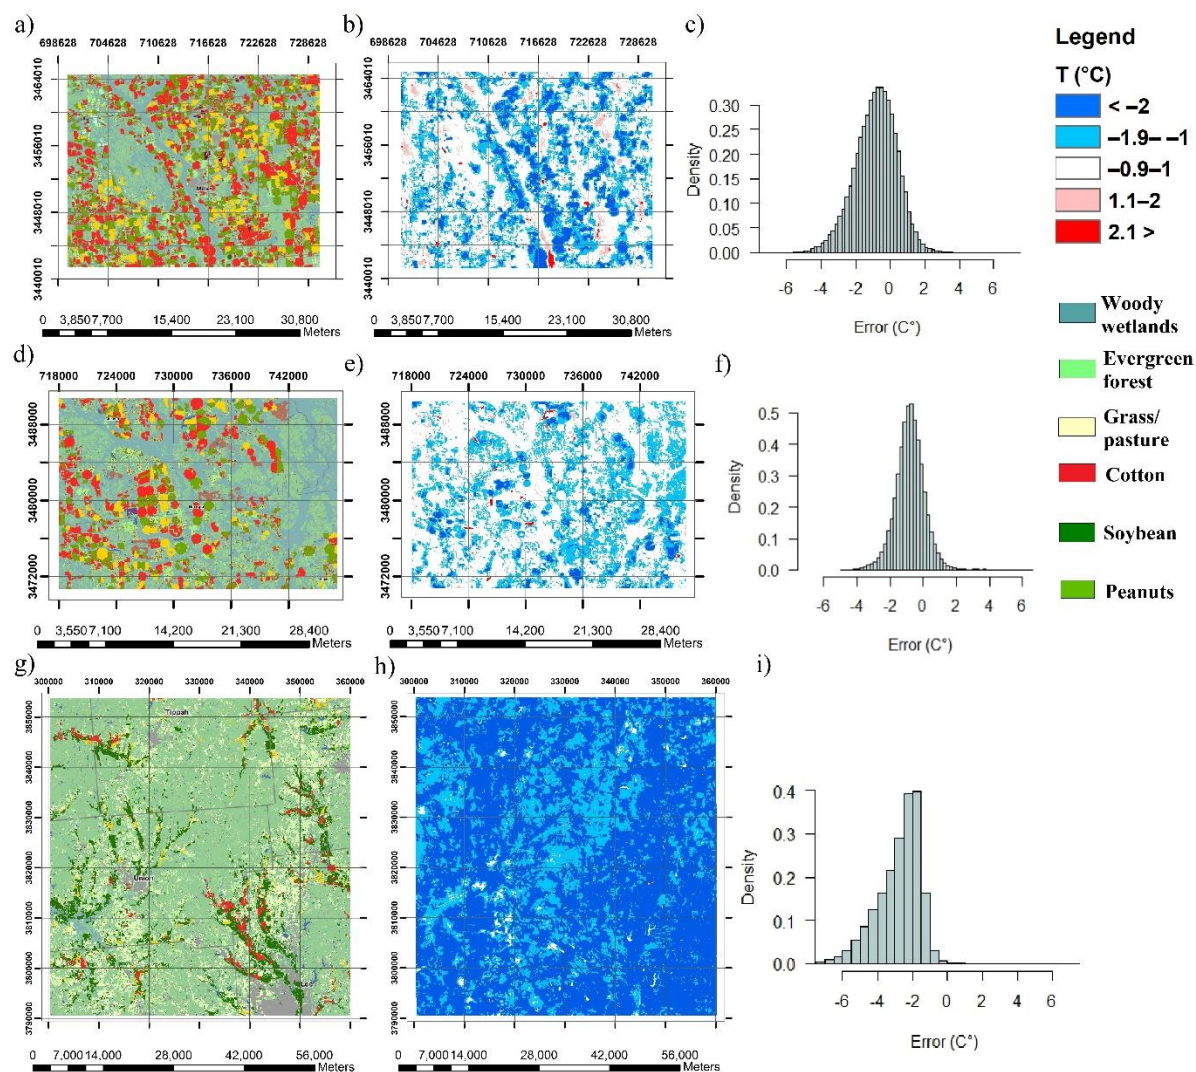 a)
698628 704628 710628 716628 722628 728628
3464010
3456010
3448010
3440010
0 3,850 7,700 15,400 23,100 30,800
Meters
b)
698628 704628 710628 716628 722628 728628
3464010
3456010
3448010
3440010
0 3,850 7,700 15,400 23,100 30,800
Meters
c)
Density
0.30
0.25
0.20
0.15
0.10
0.05
0.00
-6 -4 -2 0 2 4 6
Error (C°)
Legend
T (°C)
< –2
–1.9– –1
–0.9–1
1.1–2
2.1 >
Woody
wetlands
Evergreen
forest
Grass/
pasture
Cotton
Soybean
Peanuts
d)
718000 724000 730000 736000 742000
3488000
3480000
3472000
0 3,550 7,100 14,200 21,300 28,400
Meters
e)
718000 724000 730000 736000 742000
3488000
3480000
3472000
0 3,550 7,100 14,200 21,300 28,400
Meters
f)
Density
0.5
0.4
0.3
0.2
0.1
0.0
-6 -4 -2 0 2 4 6
Error (C°)
g)
300000 310000 320000 330000 340000 350000 360000
3850000
3840000
3830000
3820000
3810000
3800000
3790000
Tippah
Union
0 7,000 14,000 28,000 42,000 56,000
Meters
h)
300000 310000 320000 330000 340000 350000 360000
3850000
3840000
3830000
3820000
3810000
3800000
3790000
0 7,000 14,000 28,000 42,000 56,000
Meters
i)
Density
0.4
0.3
0.2
0.1
0.0
-6 -4 -2 0 2 4 6
Error (C°)